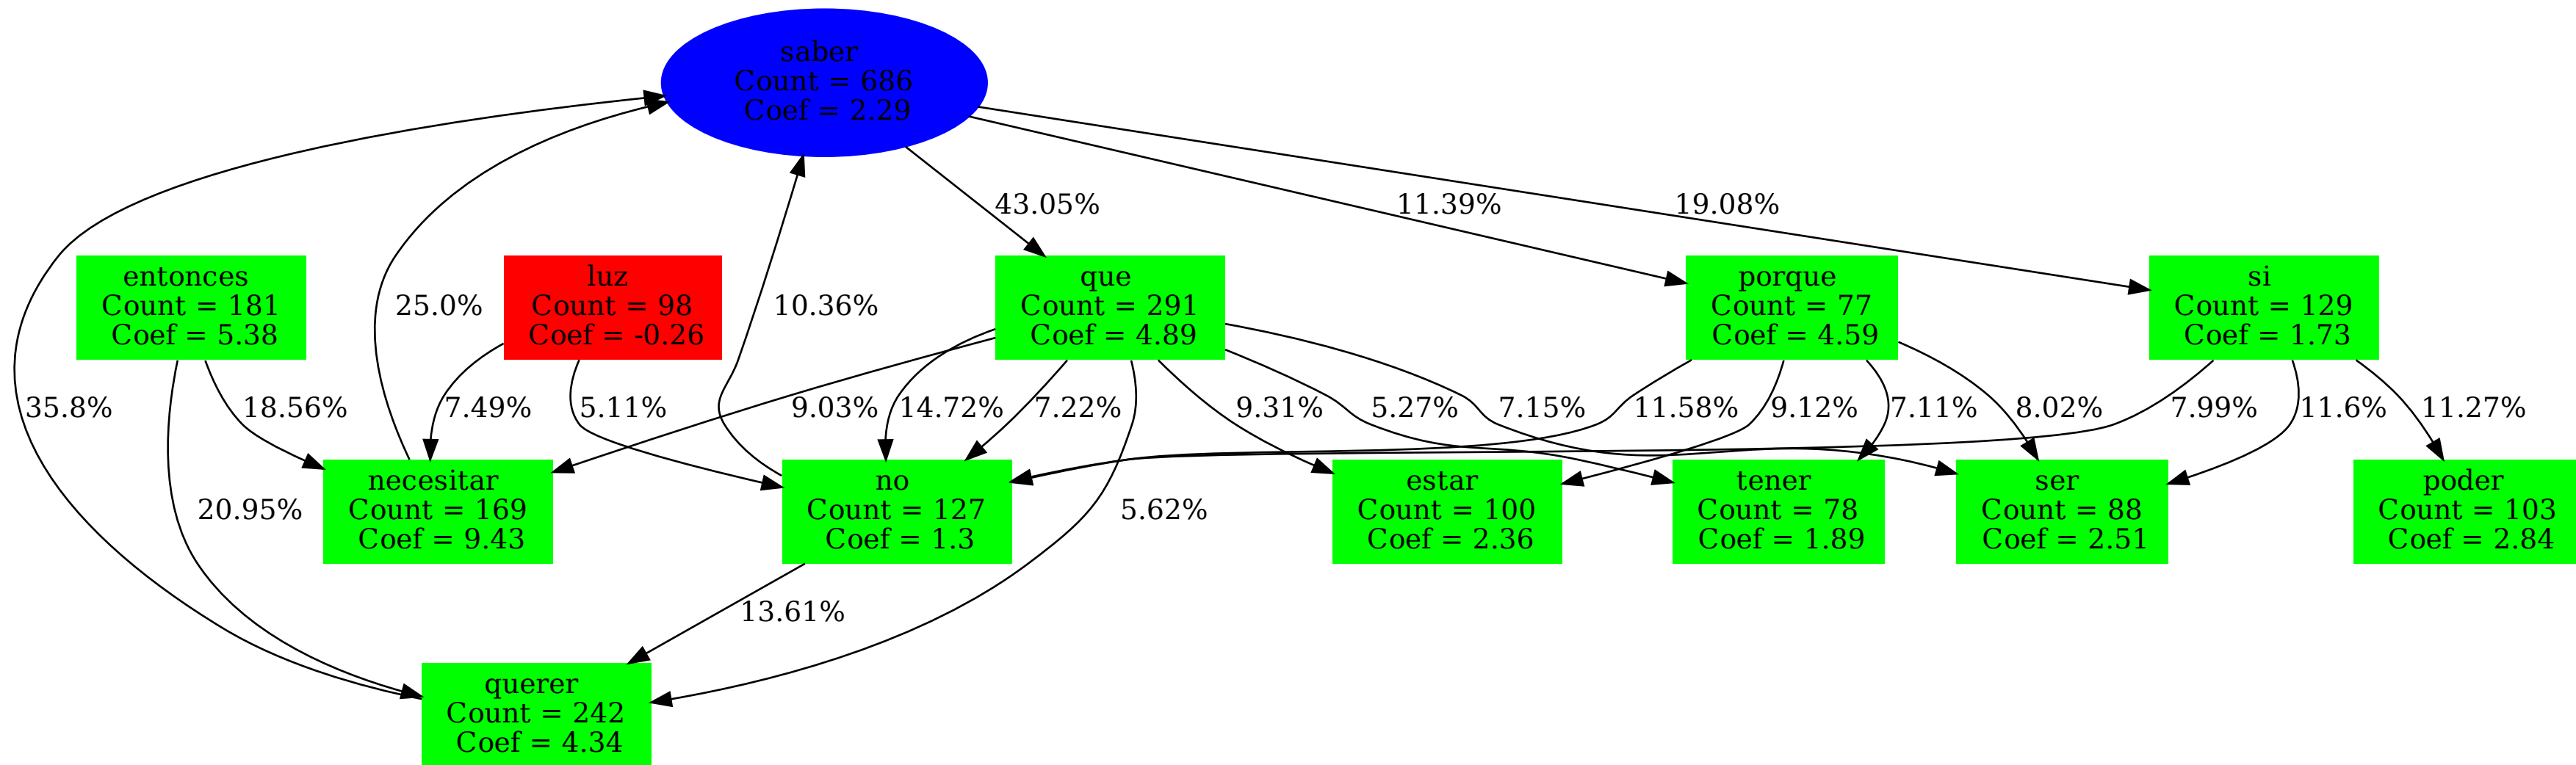 saber
Count = 686
Coef = 2.29
43.05%
11.39%
19.08%
entonces
Count = 181
Coef = 5.38
25.0%
luz
Count = 98
Coef = -0.26
10.36%
que
Count = 291
Coef = 4.89
porque
Count = 77
Coef = 4.59
si
Count = 129
Coef = 1.73
35.8%
18.56%
7.49%
5.11%
9.03%
14.72%
7.22%
9.31%
5.27%
7.15%
11.58%
9.12%
7.11%
8.02%
7.99%
11.6%
11.27%
20.95%
necesitar
Count = 169
Coef = 9.43
no
Count = 127
Coef = 1.3
5.62%
estar
Count = 100
Coef = 2.36
tener
Count = 78
Coef = 1.89
ser
Count = 88
Coef = 2.51
poder
Count = 103
Coef = 2.84
13.61%
querer
Count = 242
Coef = 4.34